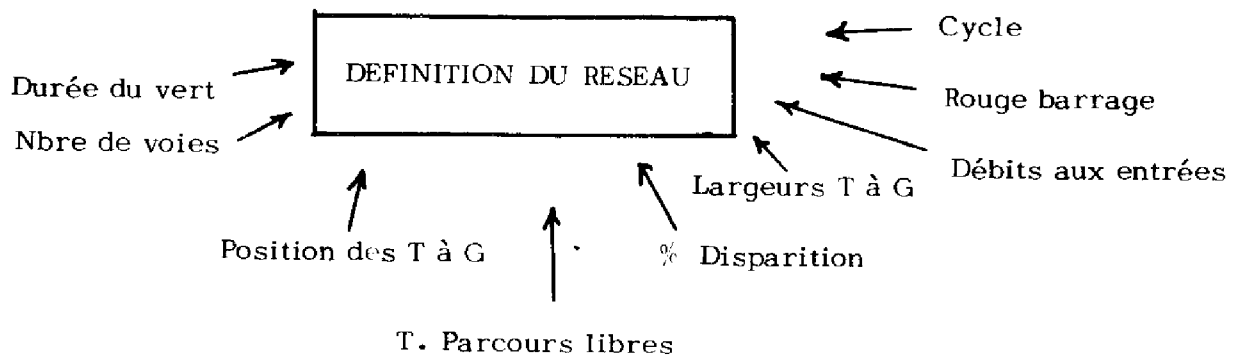 Cycle
DEFINITION DU RESEAU
Durée du vert
Rouge barrage
Nbre de voies
Débits aux entrées
Largeurs T à G
Position des T à G
% Disparition
T. Parcours libres